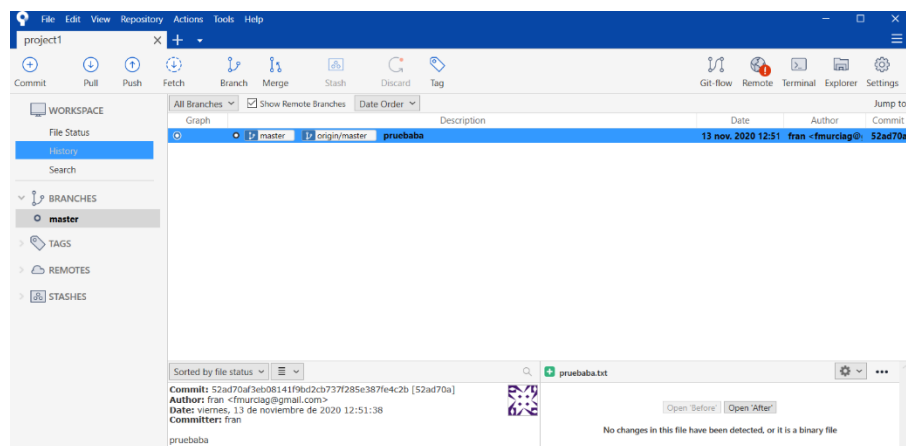 File Edit View Repository Actions Tools Help
project1
Commit Pull Push Fetch Branch Merge Stash Discard Tag Git-flow Remote Terminal Explorer Settings
WORKSPACE
File Status
History
Search
BRANCHES
master
TAGS
REMOTES
STASHES
All Branches Show Remote Branches Date Order Jump to
Graph Description Date Author Commit
master origin/master pruebaba 13 nov. 2020 12:51 fran <fmurciag@ 52ad70a
Sorted by file status
Commit: 52ad70af3eb08141f9bd2cb737f285e387fe4c2b [52ad70a]
Author: fran <fmurciag@gmail.com>
Date: viernes, 13 de noviembre de 2020 12:51:38
Committer: fran
pruebaba
pruebaba.txt
Open 'Before' Open 'After'
No changes in this file have been detected, or it is a binary file